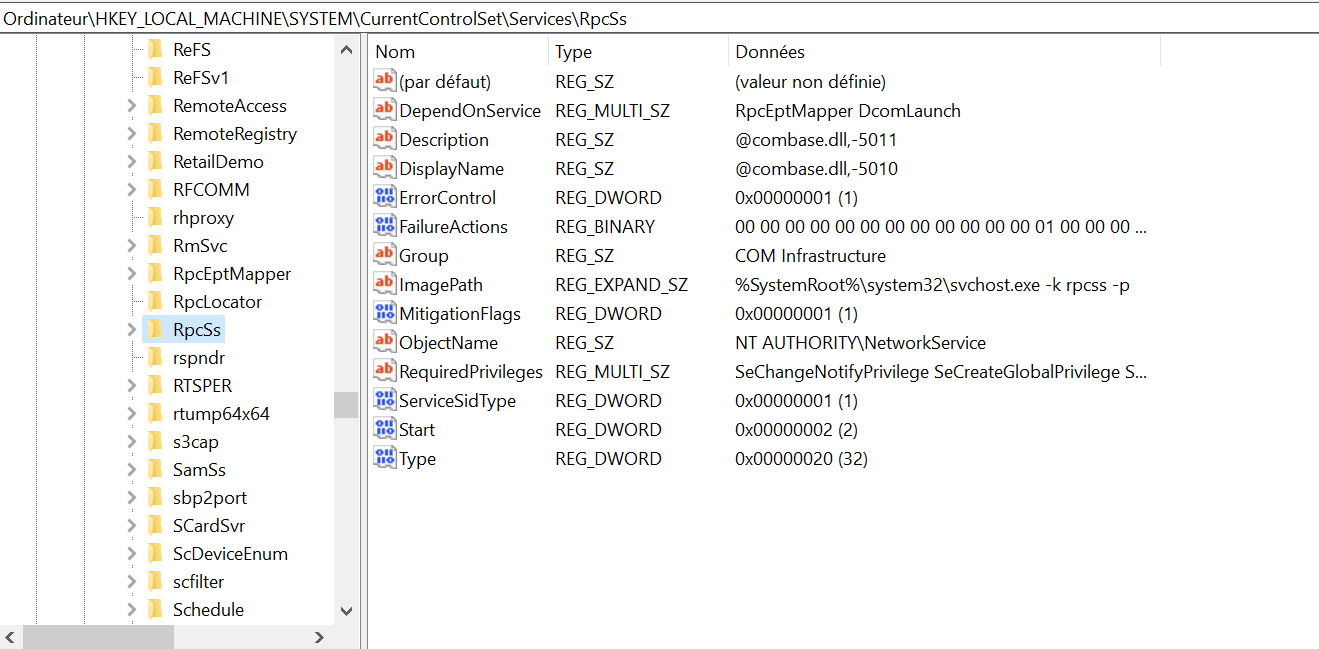 Ordinateur\HKEY_LOCAL_MACHINE\SYSTEM\CurrentControlSet\Services\RpcSs
ReFS
ReFSv1
RemoteAccess
RemoteRegistry
RetailDemo
RFCOMM
rhproxy
RmSvc
RpcEptMapper
RpcLocator
RpcSs
rspndr
RTSPER
rtump64x64
s3cap
SamSs
sbp2port
SCardSvr
ScDeviceEnum
scfilter
Schedule
Nom Type Données
(par défaut) REG_SZ (valeur non définie)
DependOnService REG_MULTI_SZ RpcEptMapper DcomLaunch
Description REG_SZ @combase.dll,-5011
DisplayName REG_SZ @combase.dll,-5010
ErrorControl REG_DWORD 0x00000001 (1)
FailureActions REG_BINARY 00 00 00 00 00 00 00 00 00 00 00 00 01 00 00 00 ...
Group REG_SZ COM Infrastructure
ImagePath REG_EXPAND_SZ %SystemRoot%\system32\svchost.exe -k rpcss -p
MitigationFlags REG_DWORD 0x00000001 (1)
ObjectName REG_SZ NT AUTHORITY\NetworkService
RequiredPrivileges REG_MULTI_SZ SeChangeNotifyPrivilege SeCreateGlobalPrivilege S...
ServiceSidType REG_DWORD 0x00000001 (1)
Start REG_DWORD 0x00000002 (2)
Type REG_DWORD 0x00000020 (32)